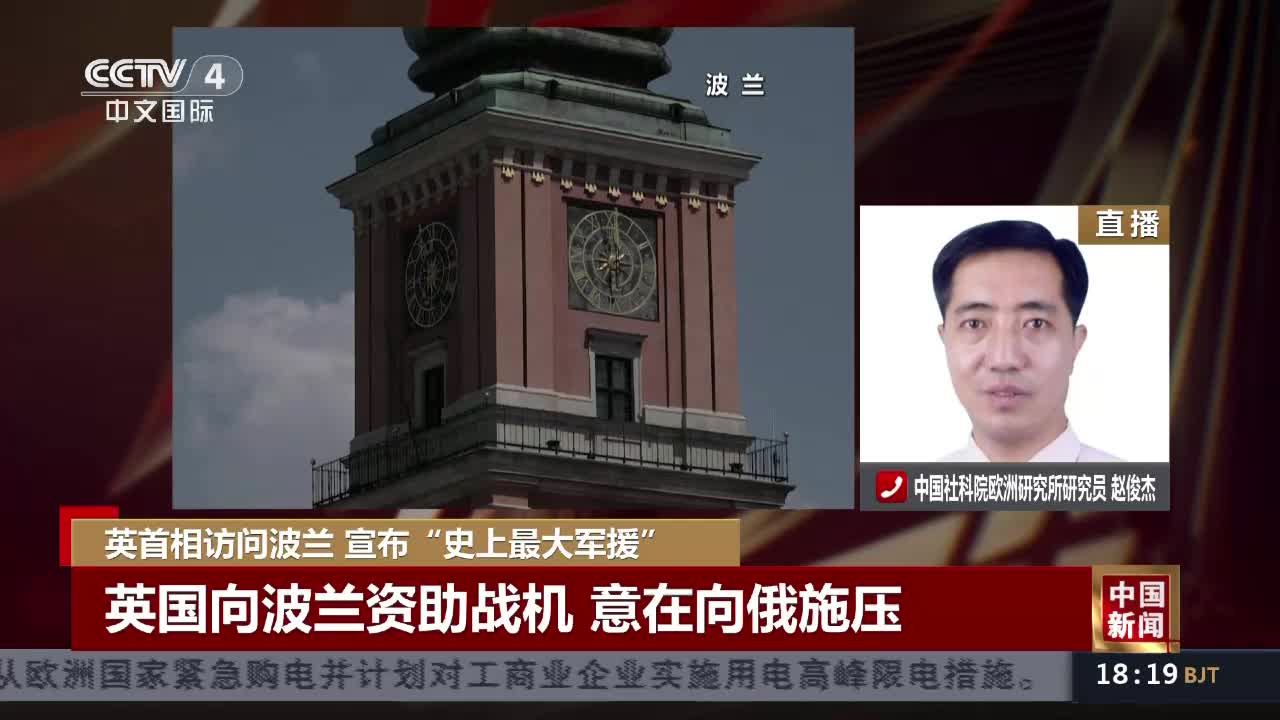 CCTV 4
中文国际
波兰
直播
中国社科院欧洲研究所研究员 赵俊杰
英首相访问波兰 宣布“史上最大军援”
英国向波兰资助战机 意在向俄施压
中国
新闻
从欧洲国家紧急购电并计划对工商业企业实施用电高峰限电措施。
18:19 BJT